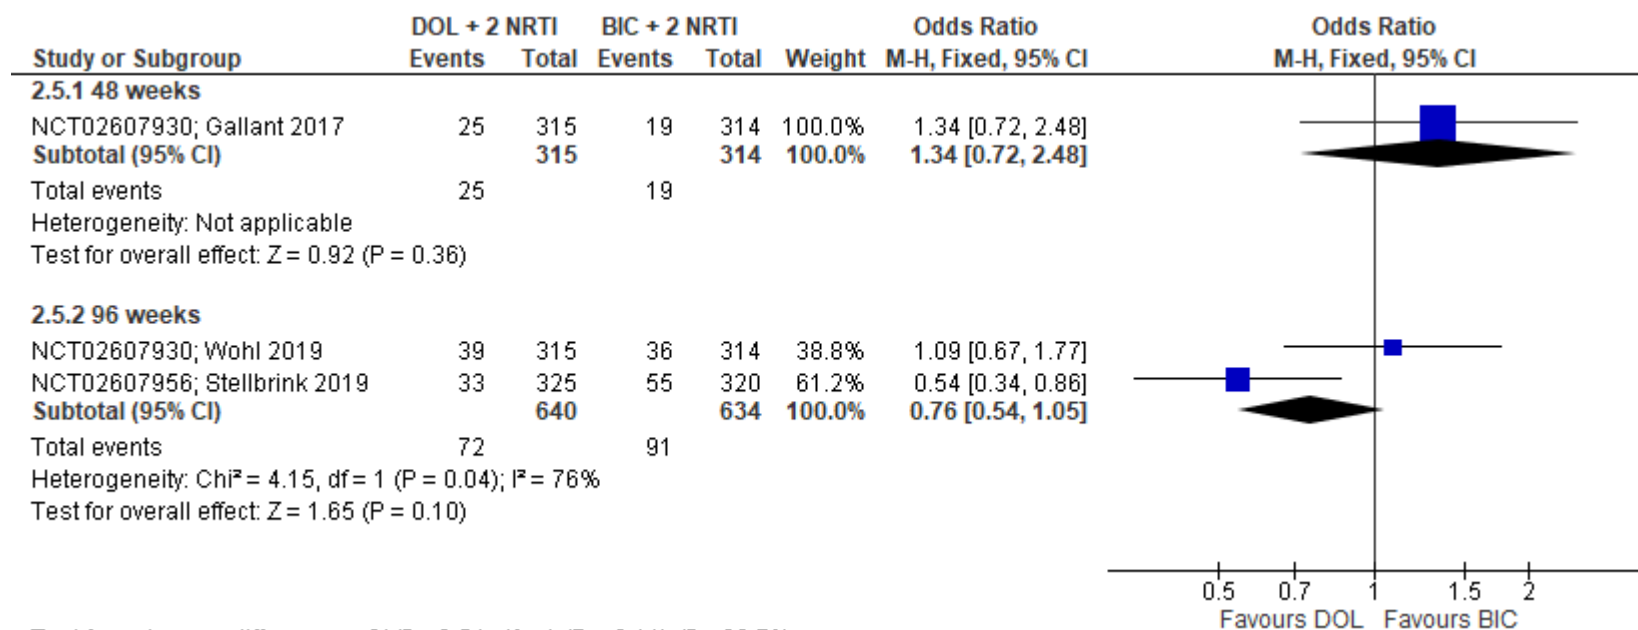 DOL + 2 NRTI BIC + 2 NRTI Odds Ratio Odds Ratio
Study or Subgroup Events Total Events Total Weight M-H, Fixed, 95% CI M-H, Fixed, 95% CI
2.5.1 48 weeks
NCT02607930; Gallant 2017 25 315 19 314 100.0% 1.34 [0.72, 2.48]
Subtotal (95% CI) 315 314 100.0% 1.34 [0.72, 2.48]
Total events 25 19
Heterogeneity: Not applicable
Test for overall effect: Z = 0.92 (P = 0.36)
2.5.2 96 weeks
NCT02607930; Wohl 2019 39 315 36 314 38.8% 1.09 [0.67, 1.77]
NCT02607956; Stellbrink 2019 33 325 55 320 61.2% 0.54 [0.34, 0.86]
Subtotal (95% CI) 640 634 100.0% 0.76 [0.54, 1.05]
Total events 72 91
Heterogeneity: Chi² = 4.15, df = 1 (P = 0.04); I² = 76%
Test for overall effect: Z = 1.65 (P = 0.10)
0.5 0.7 1 1.5 2
Favours DOL Favours BIC